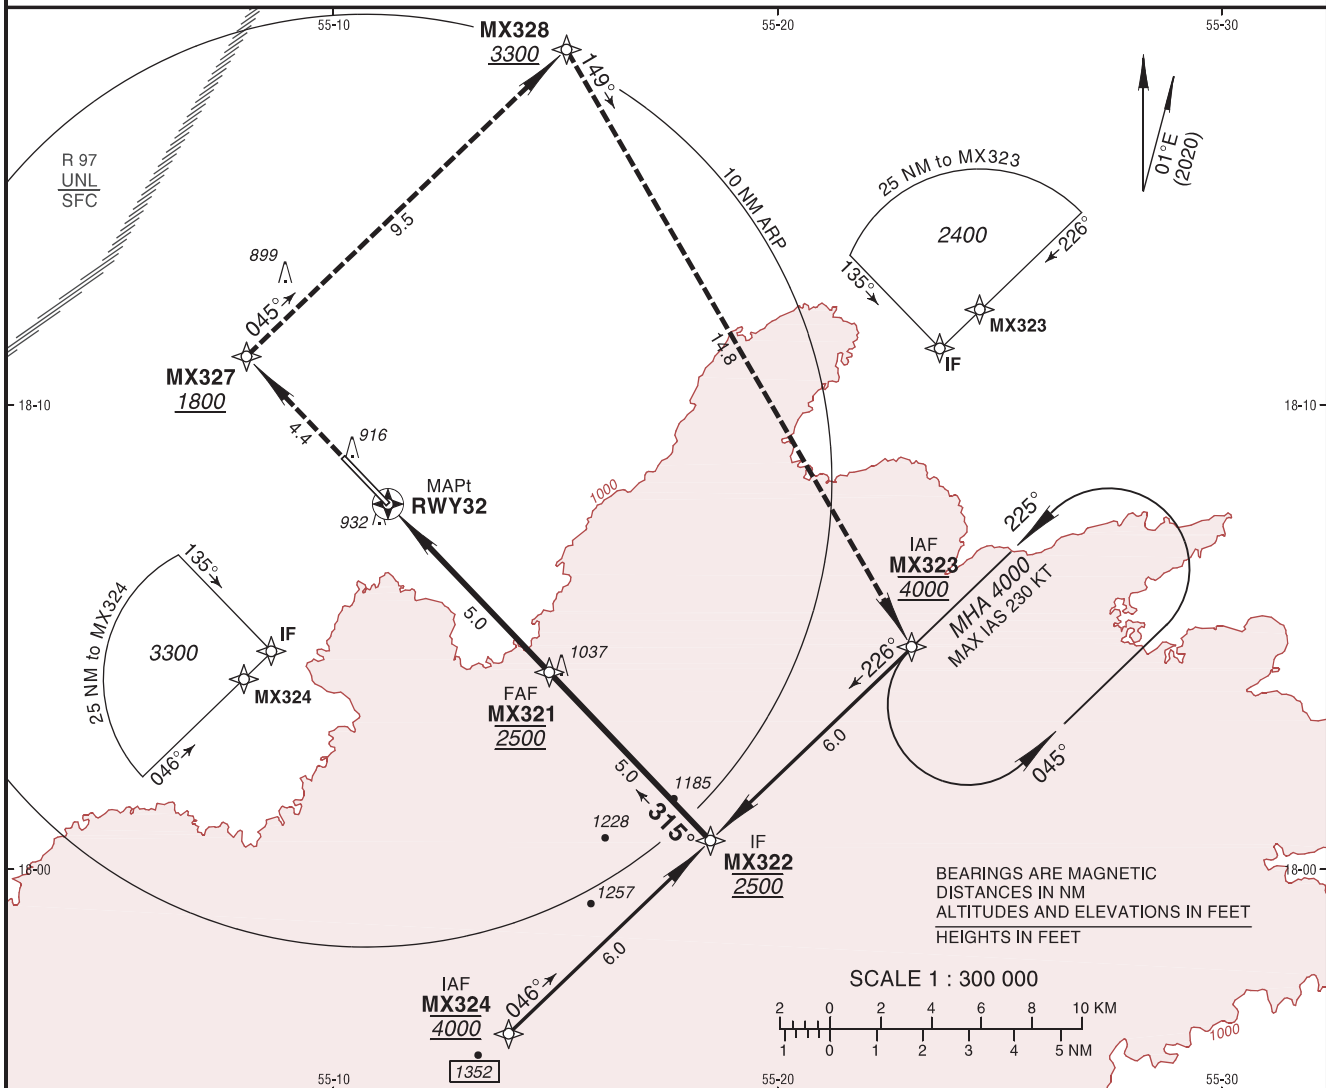 55-10
55-20
55-30
MX328
3300
149°
R 97
UNL
SFC
01°E
(2020)
25 NM to MX323
2400
226°
135°
MX323
IF
10 NM ARP
9.5
899
045°
MX327
1800
14.8
18-10
18-10
4.4
916
MAPt
RWY32
932
1000
225°
IAF
MX323
4000
MHA 4000
MAX IAS 230 KT
135°
25 NM to MX324
3300
IF
MX324
046°
5.0
1037
FAF
MX321
2500
226°
6.0
045°
5.0
1185
315°
1228
IF
MX322
2500
18-00
18-00
1257
BEARINGS ARE MAGNETIC
DISTANCES IN NM
ALTITUDES AND ELEVATIONS IN FEET
HEIGHTS IN FEET
6.0
046°
IAF
MX324
4000
SCALE 1 : 300 000
2 0 2 4 6 8 10 KM
1 0 1 2 3 4 5 NM
1000
1352
55-10
55-20
55-30